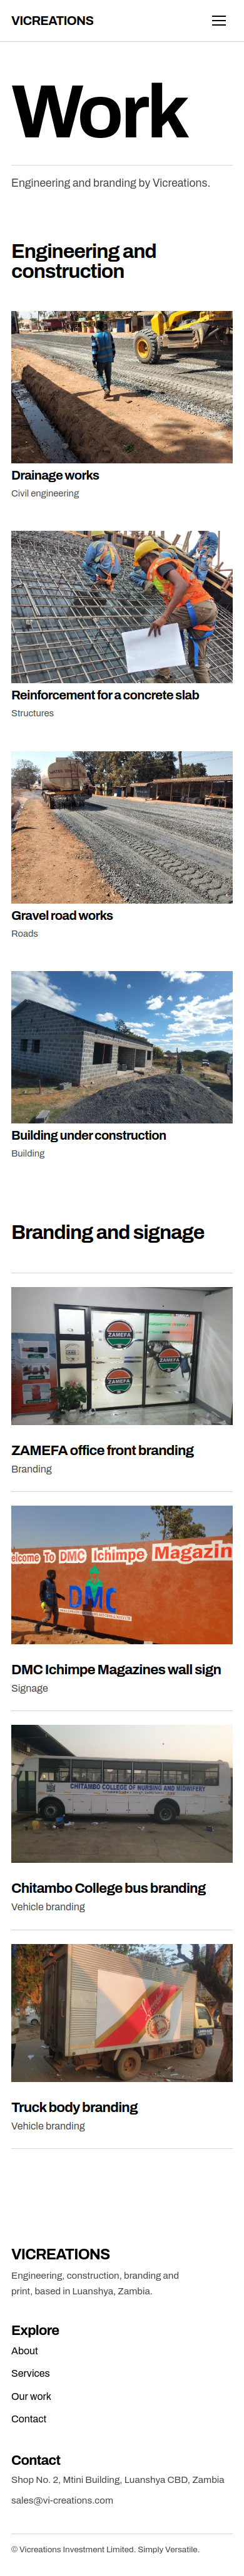 VICREATIONS
Work
Engineering and branding by Vicreations.
Engineering and
construction
Drainage works
Civil engineering
Reinforcement for a concrete slab
Structures
Gravel road works
Roads
Building under construction
Building
Branding and signage
ZAMEFA
ZAMEFA
ZAMEFA
ZAMEFA office front branding
Branding
elcome To DMC Ichimpe Magazin
DMC
DMC Ichimpe Magazines wall sign
Signage
CHITAMBO COLLEGE OF NURSING AND MIDWIFERY
Chitambo College bus branding
Vehicle branding
Truck body branding
Vehicle branding
VICREATIONS
Engineering, construction, branding and
print, based in Luanshya, Zambia.
Explore
About
Services
Our work
Contact
Contact
Shop No. 2, Mtini Building, Luanshya CBD, Zambia
sales@vi-creations.com
© Vicreations Investment Limited. Simply Versatile.